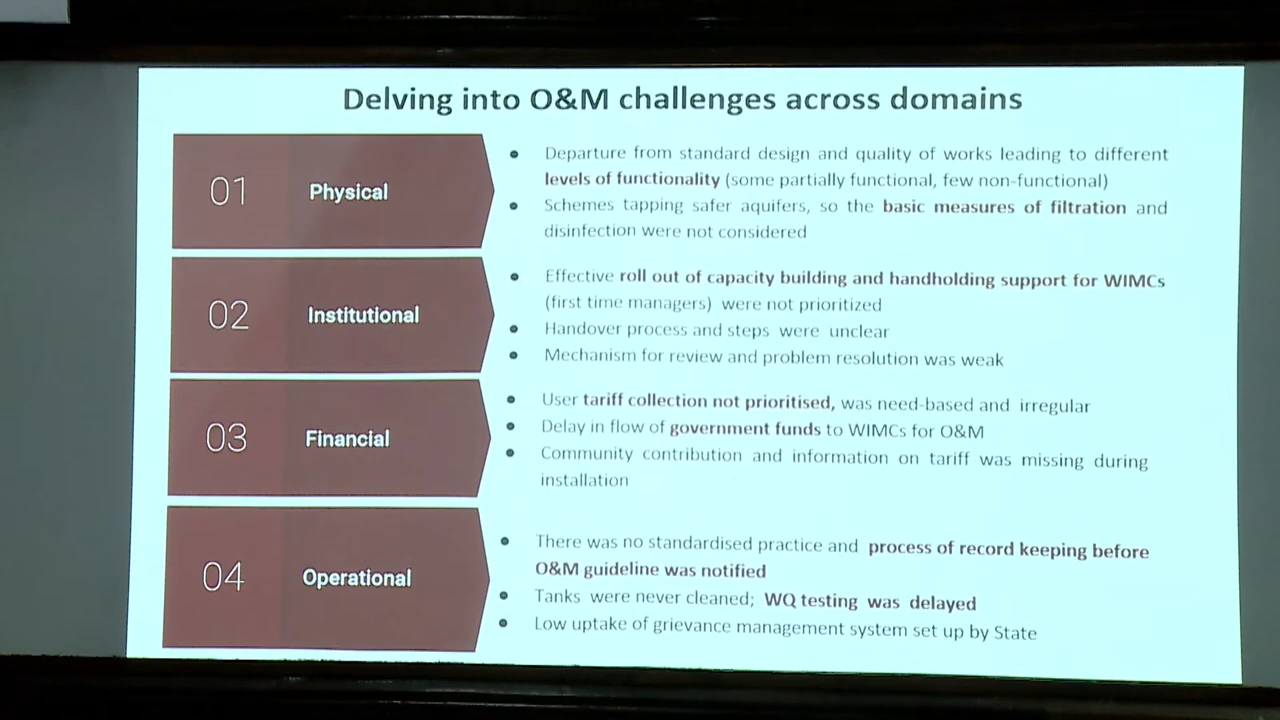 Delving into O&M challenges across domains
01 Physical
• Departure from standard design and quality of works leading to different
levels of functionality (some partially functional, few non-functional)
• Schemes tapping safer aquifers, so the basic measures of filtration and
disinfection were not considered
02 Institutional
• Effective roll out of capacity building and handholding support for WIMCs
(first time managers) were not prioritized
• Handover process and steps were unclear
• Mechanism for review and problem resolution was weak
03 Financial
• User tariff collection not prioritised, was need-based and irregular
• Delay in flow of government funds to WIMCs for O&M
• Community contribution and information on tariff was missing during
installation
04 Operational
• There was no standardised practice and process of record keeping before
O&M guideline was notified
• Tanks were never cleaned; WQ testing was delayed
• Low uptake of grievance management system set up by State